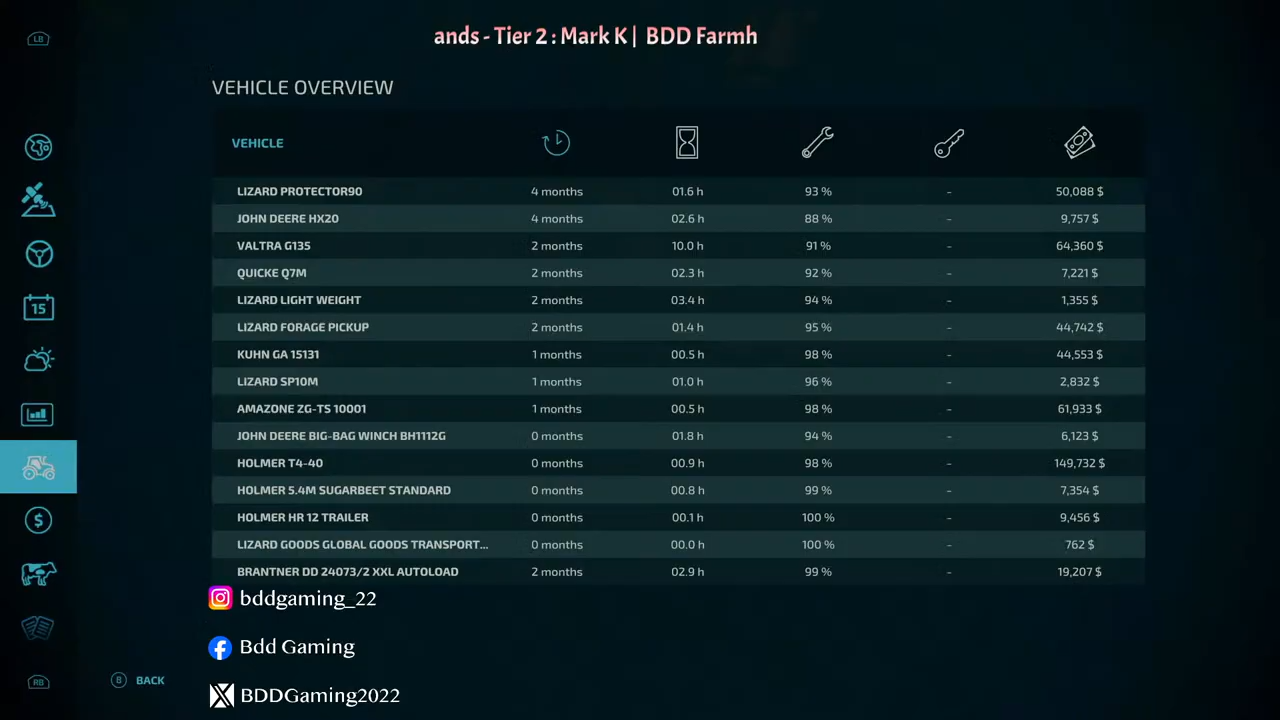 LB
ands - Tier 2 : Mark K | BDD Farmh
VEHICLE OVERVIEW
VEHICLE
LIZARD PROTECTOR90 4 months 01.6 h 93 % - 50,088 $
JOHN DEERE HX20 4 months 02.6 h 88 % - 9,757 $
VALTRA G135 2 months 10.0 h 91 % - 64,360 $
QUICKE Q7M 2 months 02.3 h 92 % - 7,221 $
LIZARD LIGHT WEIGHT 2 months 03.4 h 94 % - 1,355 $
LIZARD FORAGE PICKUP 2 months 01.4 h 95 % - 44,742 $
KUHN GA 15131 1 months 00.5 h 98 % - 44,553 $
LIZARD SP10M 1 months 01.0 h 96 % - 2,832 $
AMAZONE ZG-TS 10001 1 months 00.5 h 98 % - 61,933 $
JOHN DEERE BIG-BAG WINCH BH1112G 0 months 01.8 h 94 % - 6,123 $
HOLMER T4-40 0 months 00.9 h 98 % - 149,732 $
HOLMER 5.4M SUGARBEET STANDARD 0 months 00.8 h 99 % - 7,354 $
HOLMER HR 12 TRAILER 0 months 00.1 h 100 % - 9,456 $
LIZARD GOODS GLOBAL GOODS TRANSPORT... 0 months 00.0 h 100 % - 762 $
BRANTNER DD 24073/2 XXL AUTOLOAD 2 months 02.9 h 99 % - 19,207 $
15
$
bddgaming_22
Bdd Gaming
RB
B BACK
BDDGaming2022